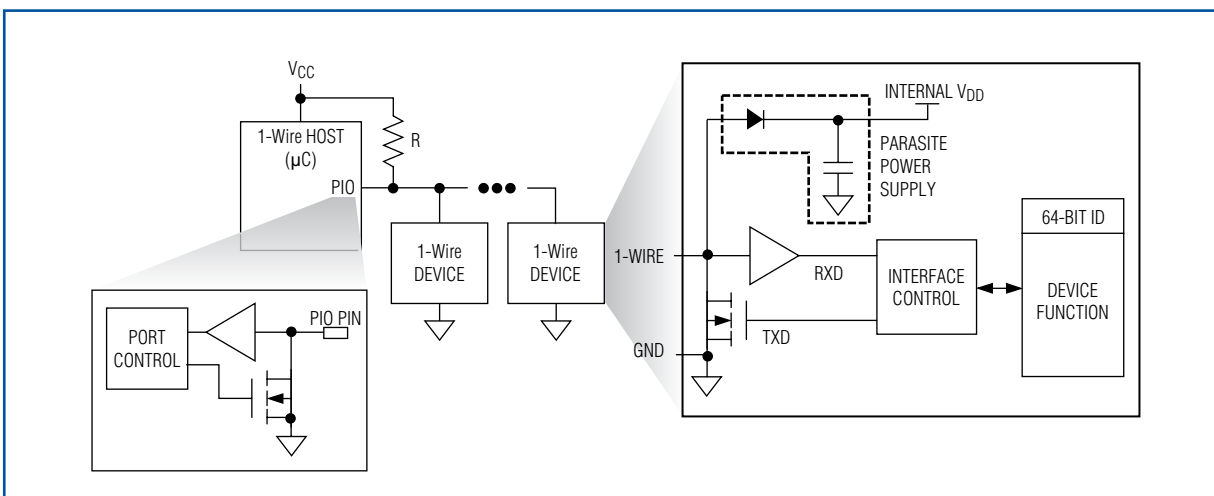 VCC
1-Wire HOST
(µC)
R
PIO
1-Wire
DEVICE
1-Wire
DEVICE
PORT
CONTROL
PIO PIN
INTERNAL VDD
PARASITE
POWER
SUPPLY
1-WIRE
RXD
TXD
GND
INTERFACE
CONTROL
64-BIT ID
DEVICE
FUNCTION